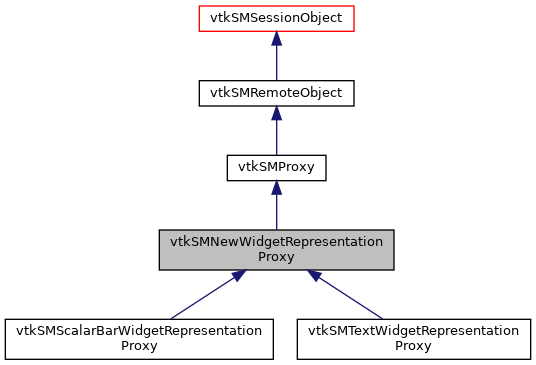 vtkSMSessionObject
vtkSMRemoteObject
vtkSMProxy
vtkSMNewWidgetRepresentation
Proxy
vtkSMScalarBarWidgetRepresentation
Proxy
vtkSMTextWidgetRepresentation
Proxy